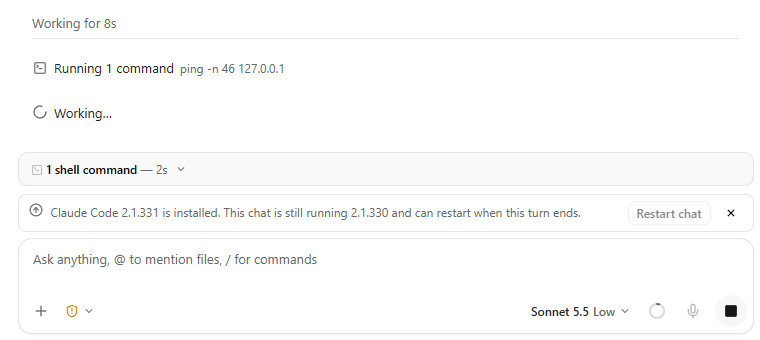 Working for 8s
Running 1 command ping -n 46 127.0.0.1
Working...
1 shell command — 2s
Claude Code 2.1.331 is installed. This chat is still running 2.1.330 and can restart when this turn ends. Restart chat
Ask anything, @ to mention files, / for commands
Sonnet 5.5 Low